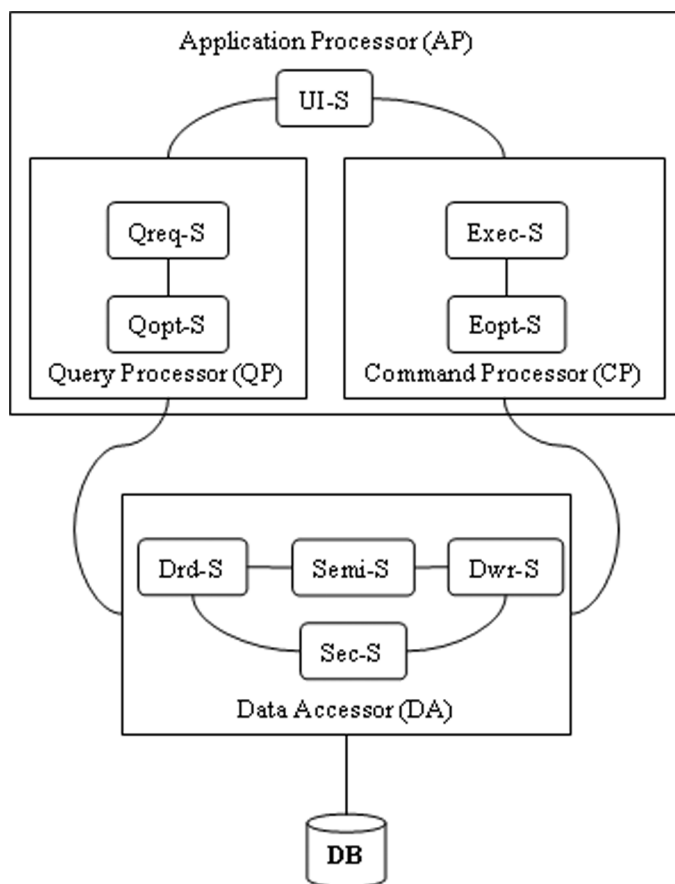 Application Processor (AP)
UI-S
Qreq-S
Exec-S
Qopt-S
Eopt-S
Query Processor (QP)
Command Processor (CP)
Drd-S
Semi-S
Dwr-S
Sec-S
Data Accessor (DA)
DB